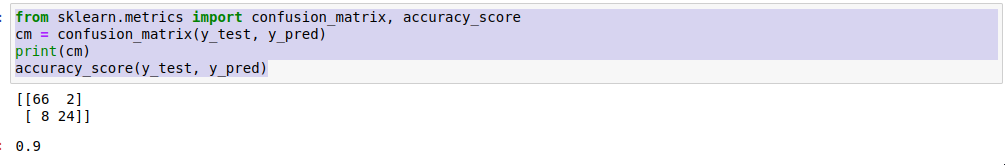 from sklearn.metrics import confusion_matrix, accuracy_score
cm = confusion_matrix(y_test, y_pred)
print(cm)
accuracy_score(y_test, y_pred)
[[66  2]
 [ 8 24]]
0.9